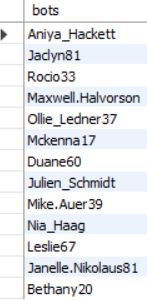 bots
Aniya_Hackett
Jaclyn81
Rocio33
Maxwell.Halvorson
Ollie_Ledner37
Mckenna17
Duane60
Julien_Schmidt
Mike.Auer39
Nia_Haag
Leslie67
Janelle.Nikolaus81
Bethany20